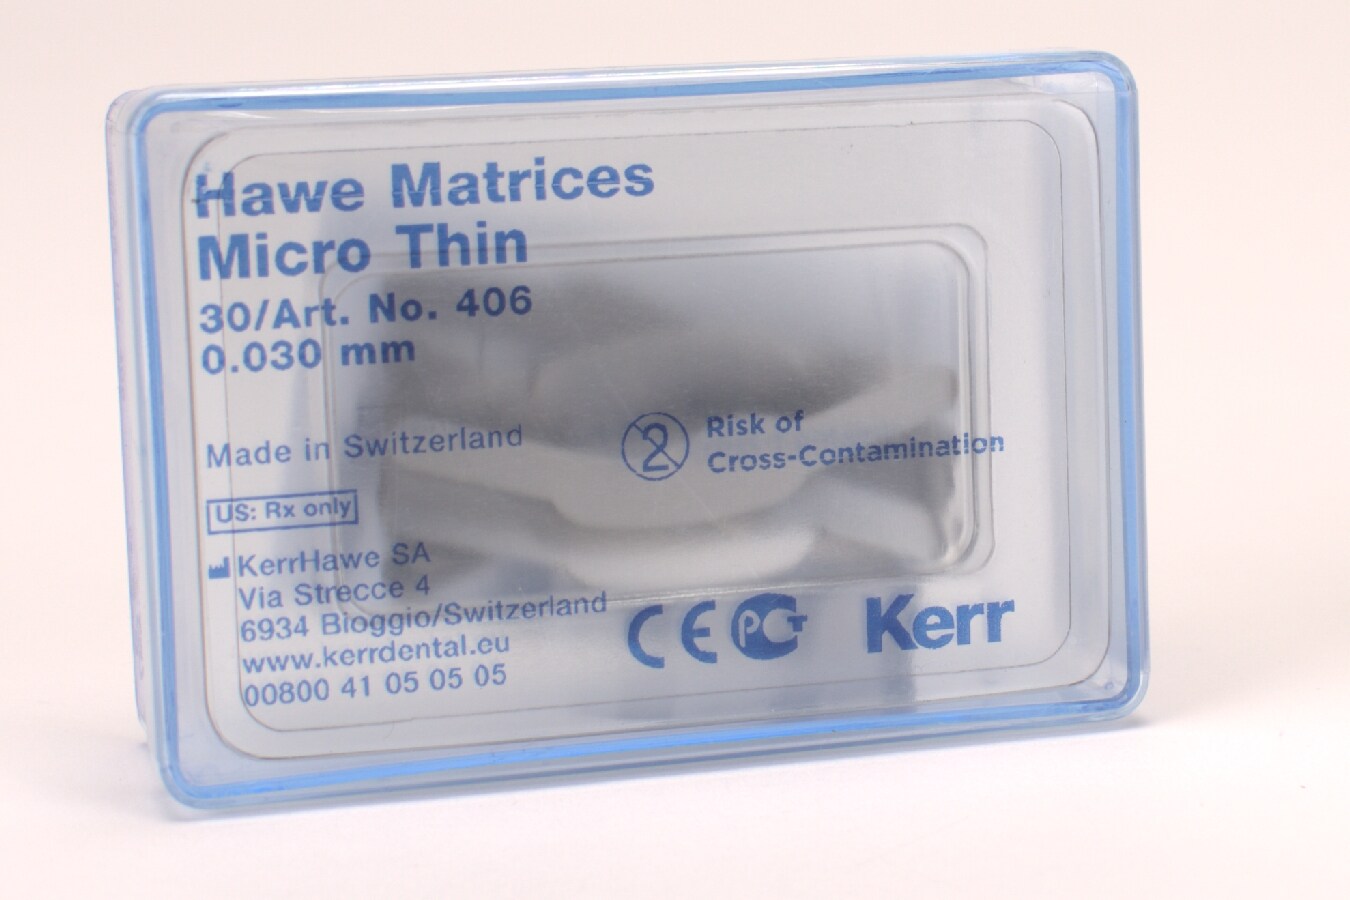 Hawe Matrices
Micro Thin
30/Art. No. 406
0.030 mm
Made in Switzerland
2 Risk of
Cross-Contamination
US: Rx only
KerrHawe SA
Via Strecce 4
6934 Bioggio/Switzerland
www.kerrdental.eu
00800 41 05 05 05
CE РСТ Kerr